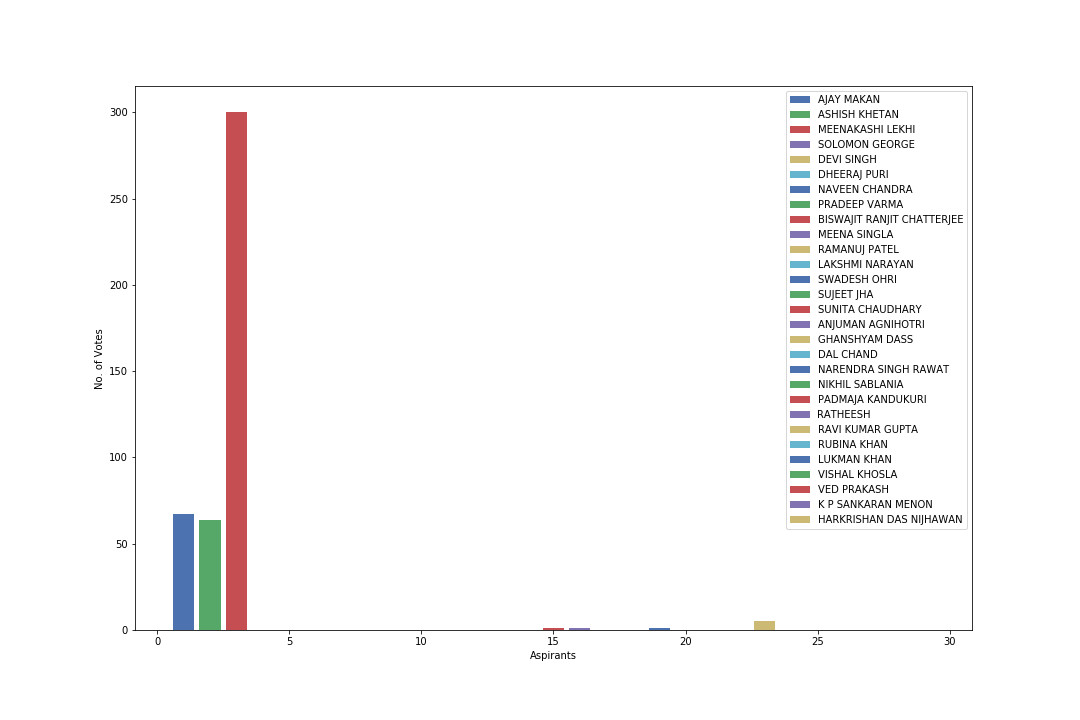 300
250
200
150
100
50
0
No. of Votes
0 5 10 15 20 25 30
Aspirants
AJAY MAKAN
ASHISH KHETAN
MEENAKASHI LEKHI
SOLOMON GEORGE
DEVI SINGH
DHEERAJ PURI
NAVEEN CHANDRA
PRADEEP VARMA
BISWAJIT RANJIT CHATTERJEE
MEENA SINGLA
RAMANUJ PATEL
LAKSHMI NARAYAN
SWADESH OHRI
SUJEET JHA
SUNITA CHAUDHARY
ANJUMAN AGNIHOTRI
GHANSHYAM DASS
DAL CHAND
NARENDRA SINGH RAWAT
NIKHIL SABLANIA
PADMAJA KANDUKURI
RATHEESH
RAVI KUMAR GUPTA
RUBINA KHAN
LUKMAN KHAN
VISHAL KHOSLA
VED PRAKASH
K P SANKARAN MENON
HARKRISHAN DAS NIJHAWAN